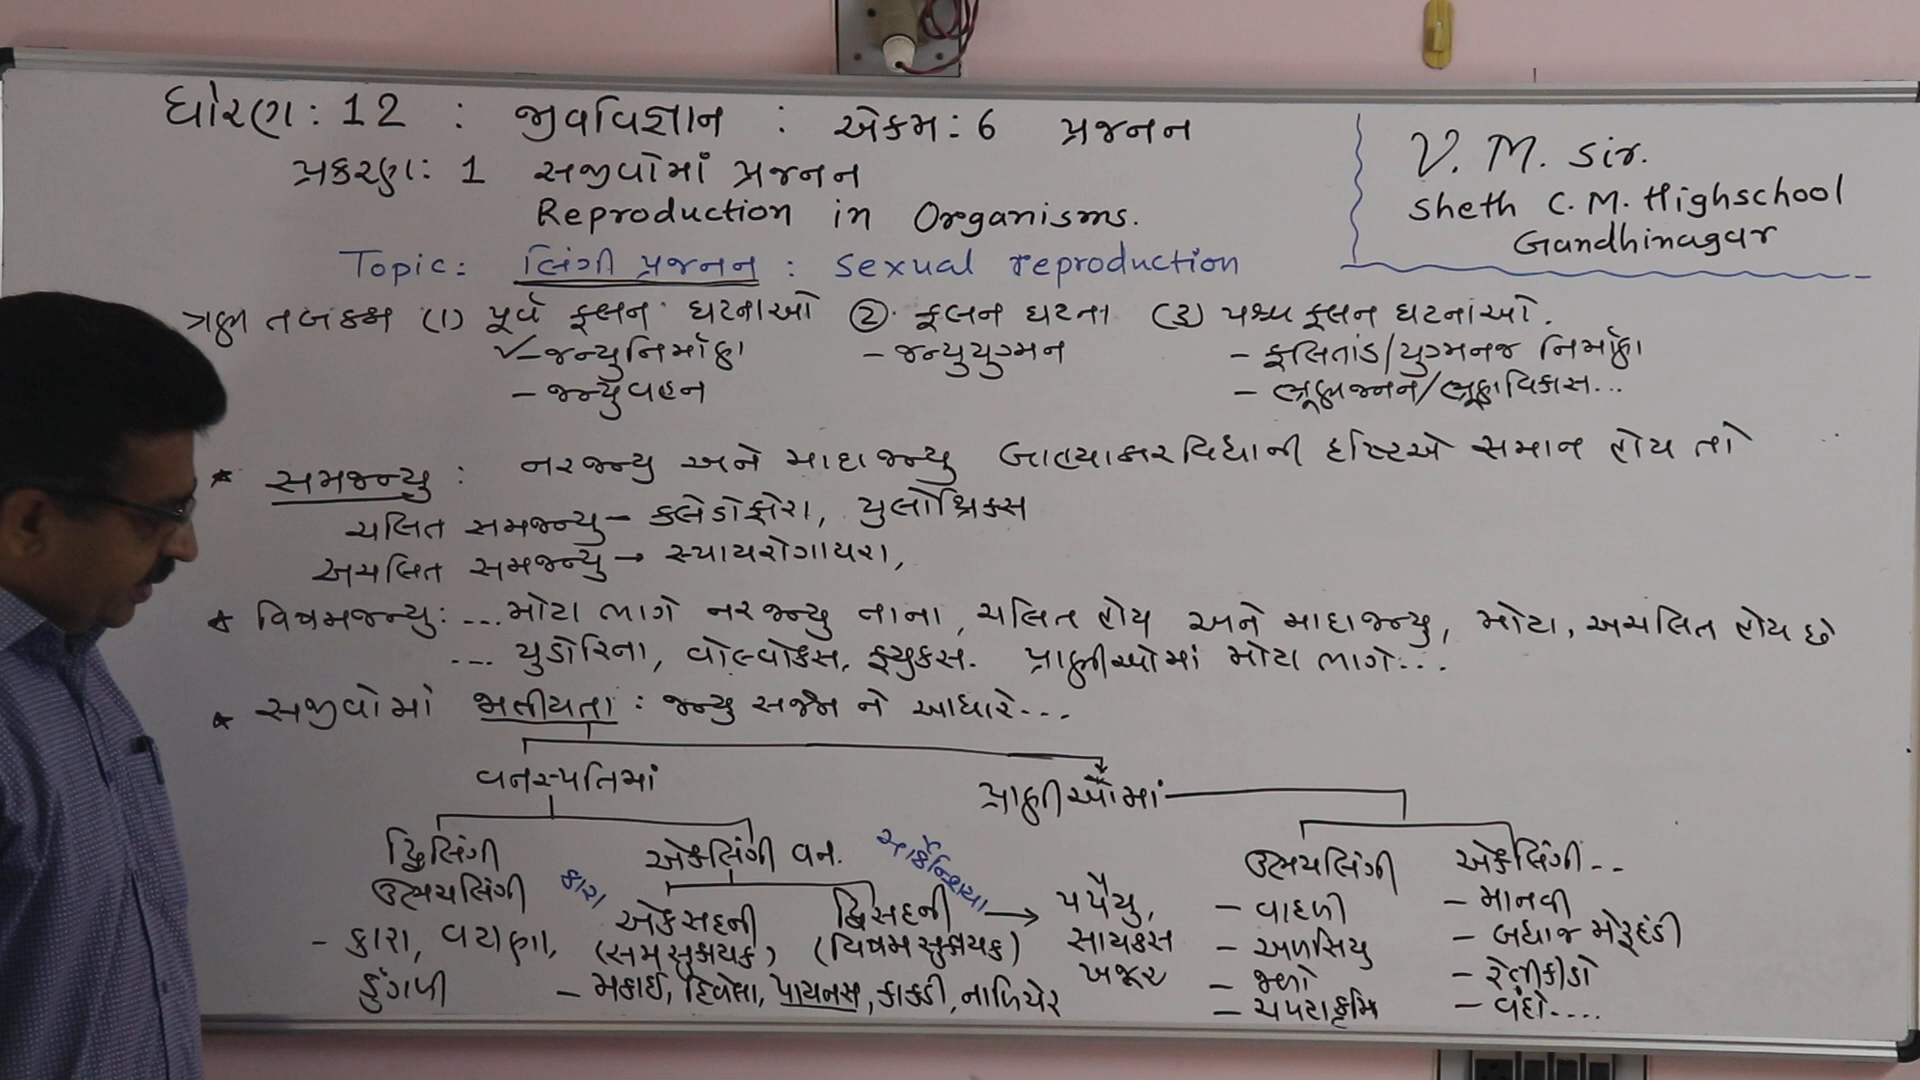 ધોરણ: 12 : જીવવિજ્ઞાન : એકમ: 6 પ્રજનન
પ્રકરણ: 1 સજીવોમાં પ્રજનન
Reproduction in Organisms.
V. M. Sir.
Sheth C. M. Highschool
Gandhinagar
Topic: લિંગી પ્રજનન : Sexual reproduction
ત્રણ તબક્કા (1) પૂર્વ ફલન ઘટનાઓ (2) ફલન ઘટના (3) પશ્ચ ફલન ઘટનાઓ.
✓ – જન્યુનિર્માણ – જન્યુયુગ્મન – ફલિતાંડ/યુગ્મનજ નિર્માણ
– જન્યુવહન – ભ્રૂણજનન/ભ્રૂણવિકાસ...
* સમજન્યુ : નરજન્યુ અને માદાજન્યુ બાહ્યાકારવિદ્યાની દૃષ્ટિએ સમાન હોય તો
ચલિત સમજન્યુ – કલેડોફોરા, યુલોથ્રિક્સ
અચલિત સમજન્યુ → સ્પાયરોગાયરા,
* વિષમજન્યુ: ...મોટા ભાગે નરજન્યુ નાના, ચલિત હોય અને માદાજન્યુ, મોટા, અચલિત હોય છે
... યુડોરિના, વોલ્વોક્સ, ફ્યુકસ. પ્રાણીઓમાં મોટા ભાગે...
* સજીવોમાં જાતીયતા : જન્યુ સર્જન ને આધારે...
વનસ્પતિમાં પ્રાણીઓમાં
દ્વિલિંગી એકલિંગી વન. માર્કેન્શિયા ઉભયલિંગી એકલિંગી..
ઉભયલિંગી કારા એકસદની દ્વિસદની → પપૈયુ, – વાદળી – માનવી
– કારા, વટાણા, (સમસુકાયક) (વિષમસુકાયક) સાયકસ – અળસિયુ – બધાજ મેરૂદંડી
ડુંગળી – મકાઈ, દિવેલા, પાયનસ, કાકડી, નાળિયેર ખજૂર – જળો – રેતીકીડો
– ચપટાકૃમિ – વંદો....